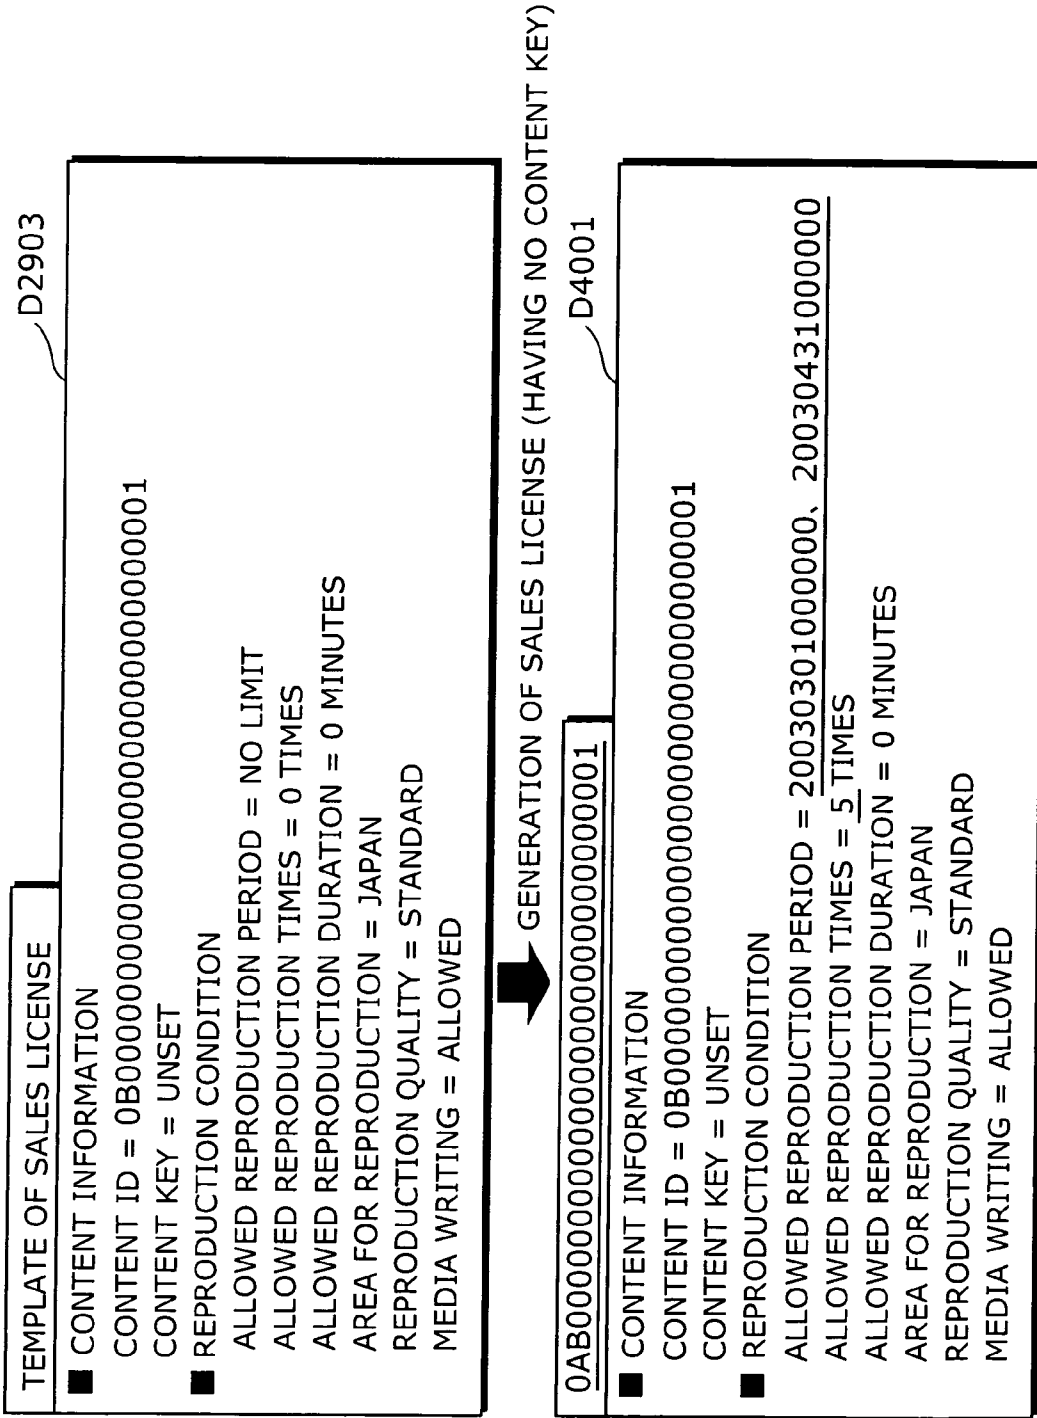 TEMPLATE OF SALES LICENSE
D2903
■ CONTENT INFORMATION
CONTENT ID = 0B000000000000000000000000000001
CONTENT KEY = UNSET
■ REPRODUCTION CONDITION
ALLOWED REPRODUCTION PERIOD = NO LIMIT
ALLOWED REPRODUCTION TIMES = 0 TIMES
ALLOWED REPRODUCTION DURATION = 0 MINUTES
AREA FOR REPRODUCTION = JAPAN
REPRODUCTION QUALITY = STANDARD
MEDIA WRITING = ALLOWED
GENERATION OF SALES LICENSE (HAVING NO CONTENT KEY)
0AB00000000000000000000000000001
D4001
■ CONTENT INFORMATION
CONTENT ID = 0B000000000000000000000000000001
CONTENT KEY = UNSET
■ REPRODUCTION CONDITION
ALLOWED REPRODUCTION PERIOD = 20030301000000、 20030431000000
ALLOWED REPRODUCTION TIMES = 5 TIMES
ALLOWED REPRODUCTION DURATION = 0 MINUTES
AREA FOR REPRODUCTION = JAPAN
REPRODUCTION QUALITY = STANDARD
MEDIA WRITING = ALLOWED